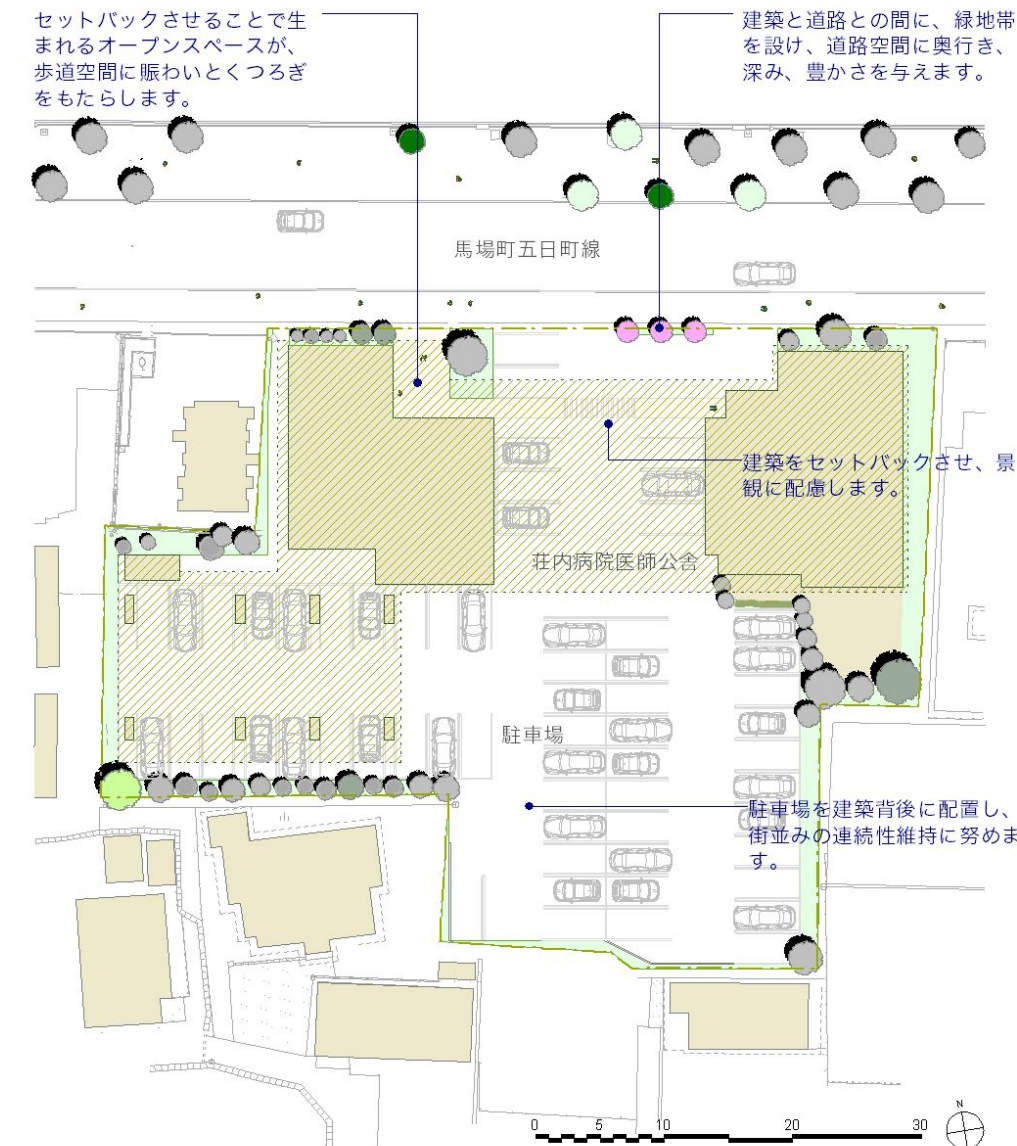 セットバックさせることで生
まれるオープンスペースが、
歩道空間に賑わいとくつろぎ
をもたらします。
建築と道路との間に、緑地帯
を設け、道路空間に奥行き、
深み、豊かさを与えます。
馬場町五日町線
建築をセットバックさせ、景
観に配慮します。
荘内病院医師公舎
駐車場
駐車場を建築背後に配置し、
街並みの連続性維持に努めま
す。
N
0 5 10 20 30